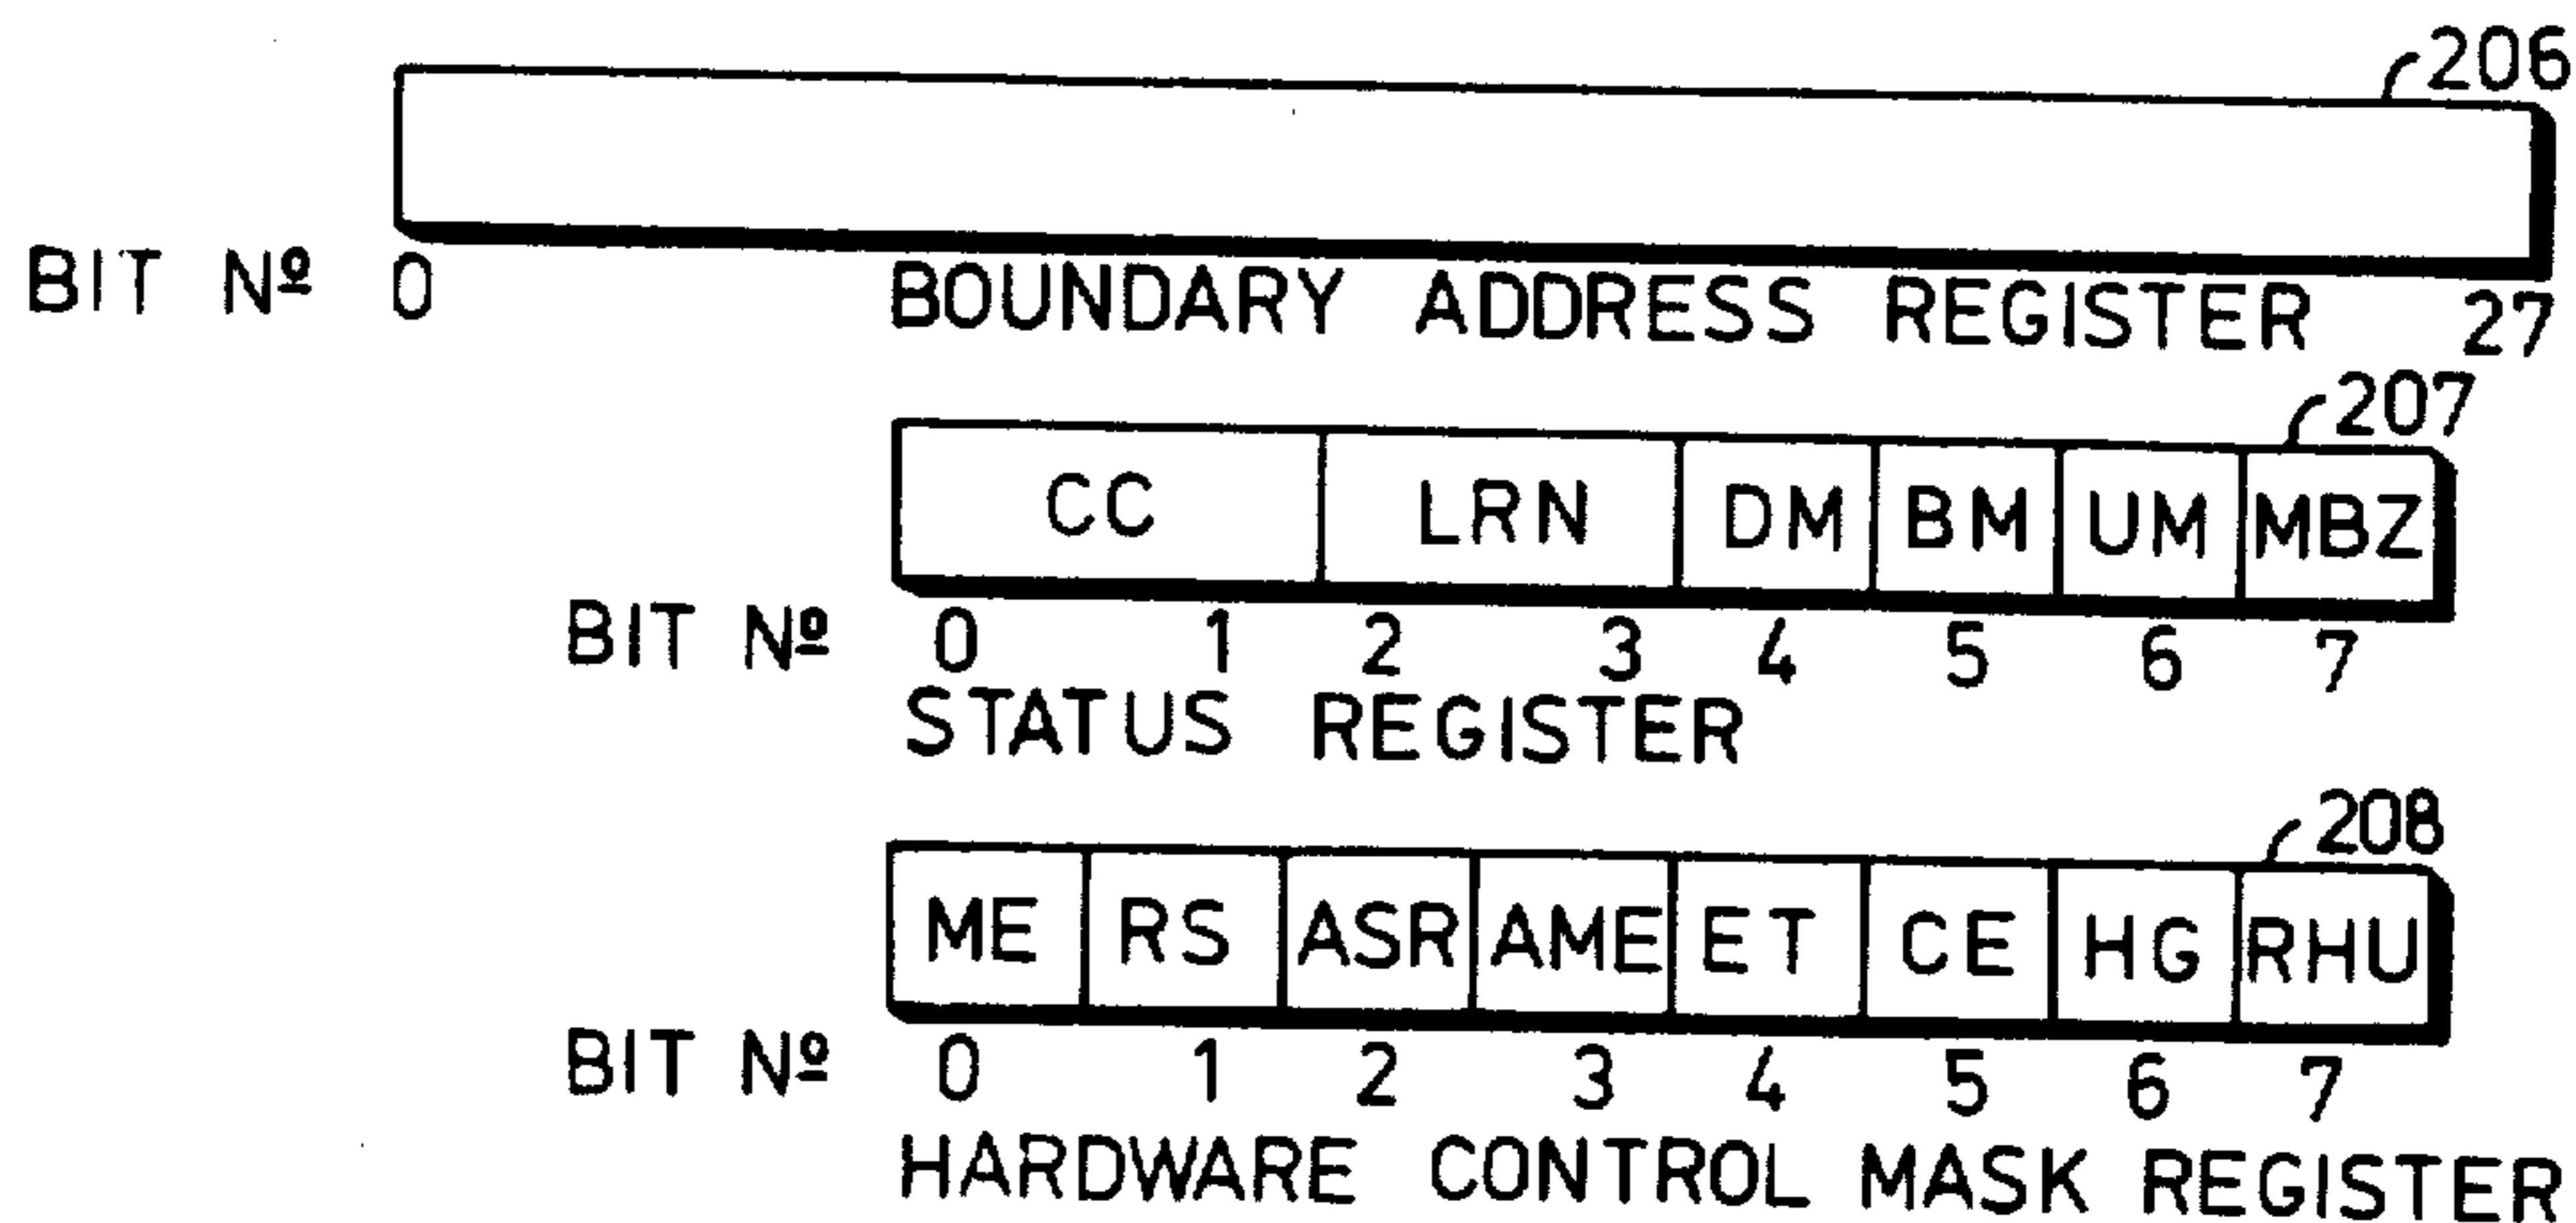 206
BIT Nº 0 27
BOUNDARY ADDRESS REGISTER
207
CC LRN DM BM UM MBZ
BIT Nº 0 1 2 3 4 5 6 7
STATUS REGISTER
208
ME RS ASR AME ET CE HG RHU
BIT Nº 0 1 2 3 4 5 6 7
HARDWARE CONTROL MASK REGISTER